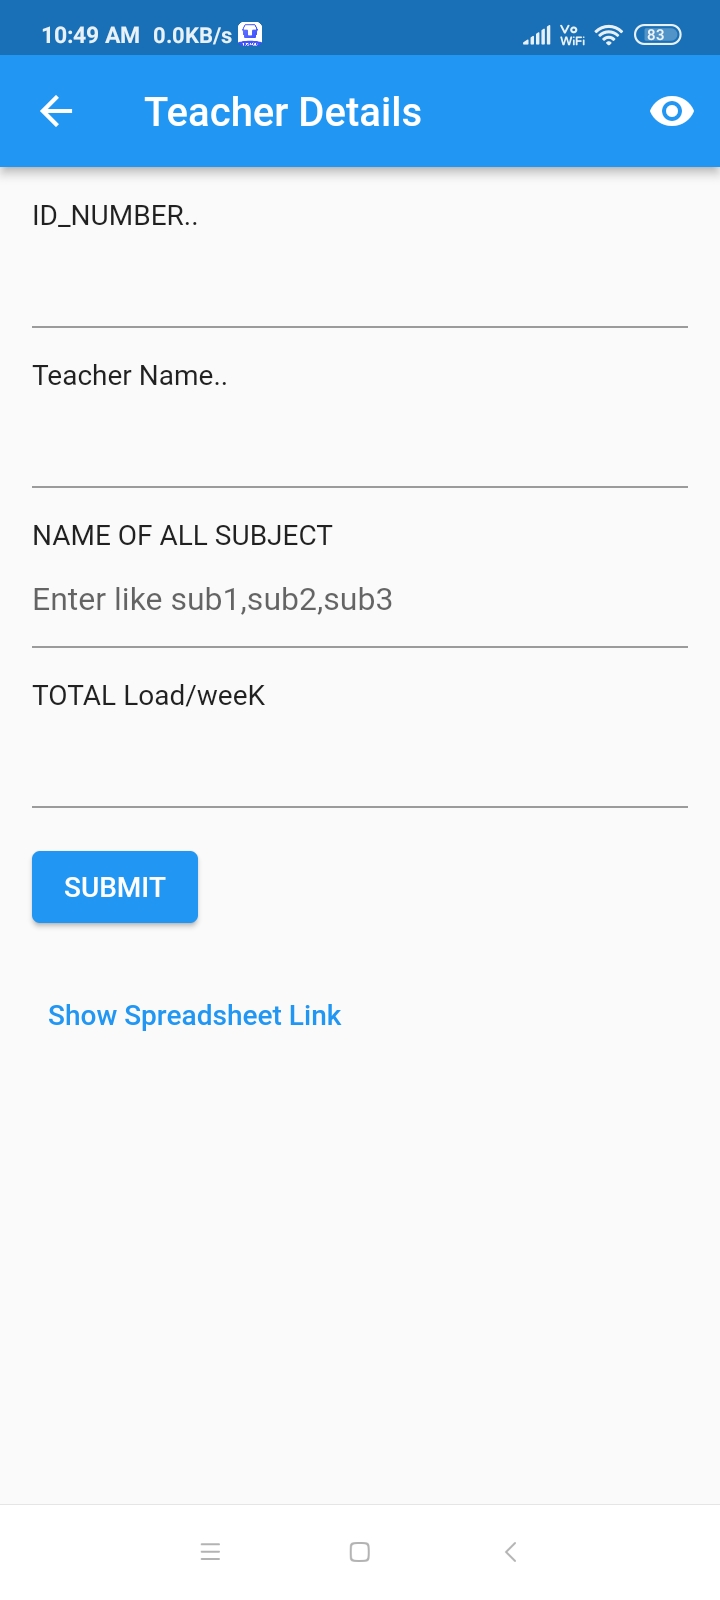 10:49 AM 0.0KB/s
Vo
WiFi
83
Teacher Details
ID_NUMBER..
Teacher Name..
NAME OF ALL SUBJECT
Enter like sub1,sub2,sub3
TOTAL Load/weeK
SUBMIT
Show Spreadsheet Link